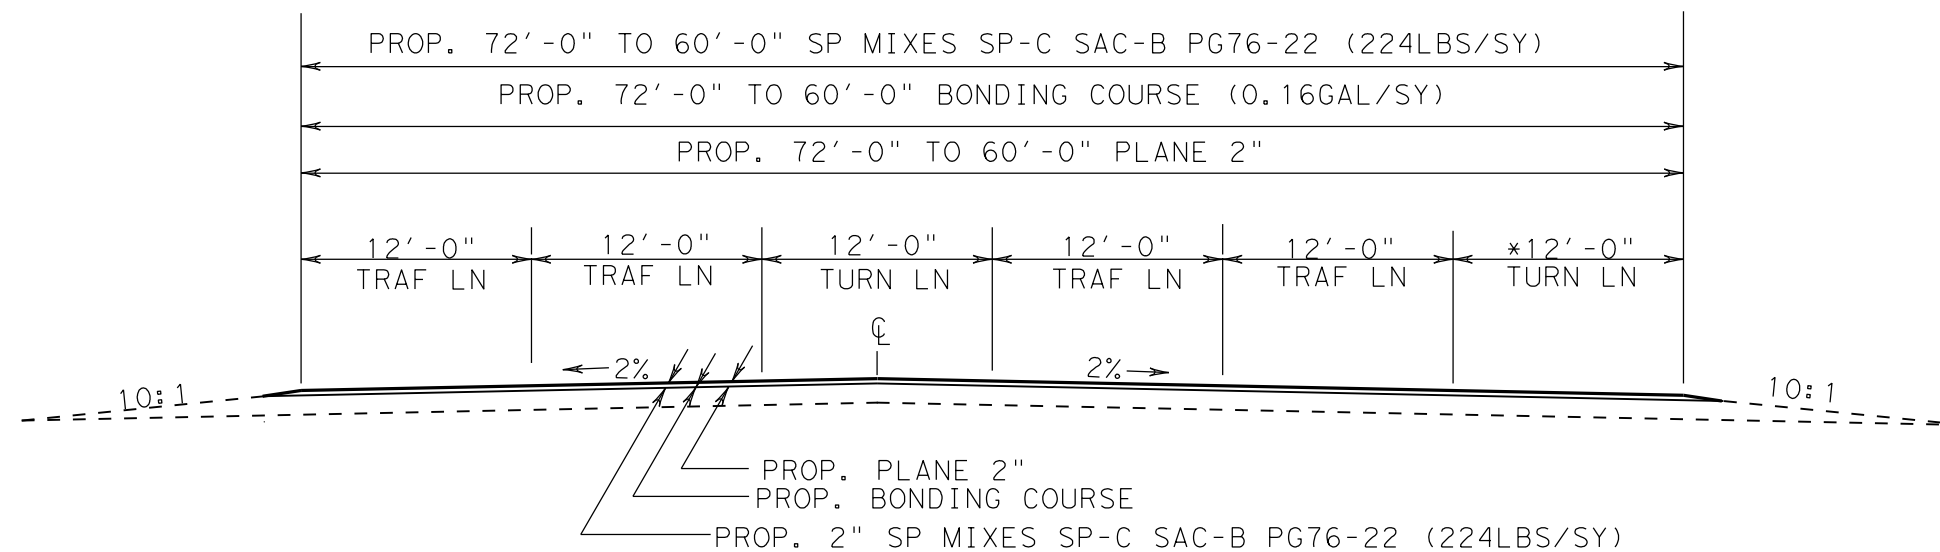 PROP. 72'-0" TO 60'-0" SP MIXES SP-C SAC-B PG76-22 (224LBS/SY)
PROP. 72'-0" TO 60'-0" BONDING COURSE (0.16GAL/SY)
PROP. 72'-0" TO 60'-0" PLANE 2"
12'-0" 12'-0" 12'-0" 12'-0" 12'-0" *12'-0"
TRAF LN TRAF LN TURN LN TRAF LN TRAF LN TURN LN
℄
2% 2%
10:1 10:1
PROP. PLANE 2"
PROP. BONDING COURSE
PROP. 2" SP MIXES SP-C SAC-B PG76-22 (224LBS/SY)